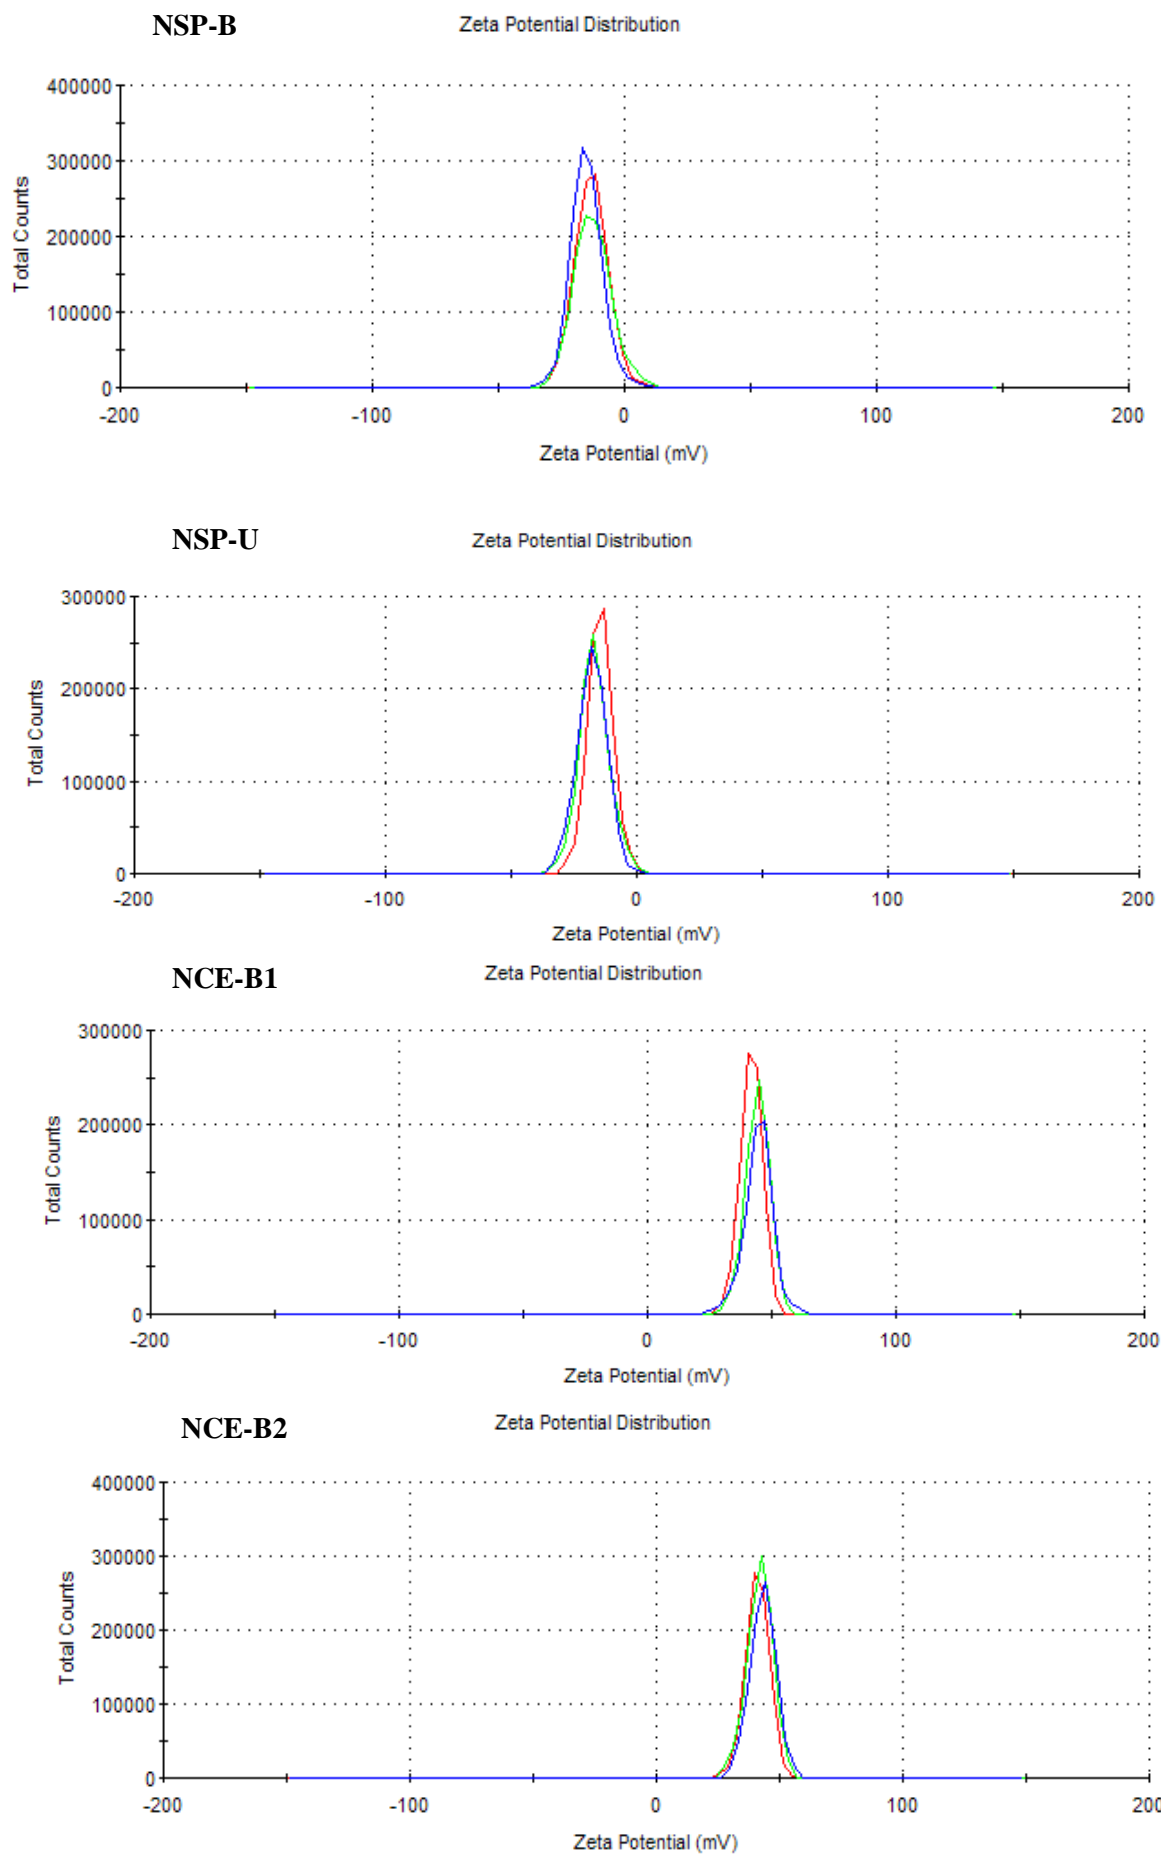 NSP-B
Zeta Potential Distribution
400000
300000
200000
100000
0
Total Counts
-200 -100 0 100 200
Zeta Potential (mV)
NSP-U
Zeta Potential Distribution
300000
200000
100000
0
Total Counts
-200 -100 0 100 200
Zeta Potential (mV)
NCE-B1
Zeta Potential Distribution
300000
200000
100000
0
Total Counts
-200 -100 0 100 200
Zeta Potential (mV)
NCE-B2
Zeta Potential Distribution
400000
300000
200000
100000
0
Total Counts
-200 -100 0 100 200
Zeta Potential (mV)